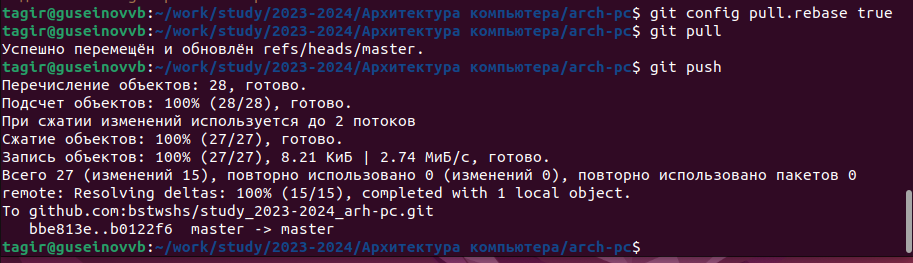 tagir@guseinovvb:~/work/study/2023-2024/Архитектура компьютера/arch-pc$ git config pull.rebase true
tagir@guseinovvb:~/work/study/2023-2024/Архитектура компьютера/arch-pc$ git pull
Успешно перемещён и обновлён refs/heads/master.
tagir@guseinovvb:~/work/study/2023-2024/Архитектура компьютера/arch-pc$ git push
Перечисление объектов: 28, готово.
Подсчет объектов: 100% (28/28), готово.
При сжатии изменений используется до 2 потоков
Сжатие объектов: 100% (27/27), готово.
Запись объектов: 100% (27/27), 8.21 КиБ | 2.74 МиБ/с, готово.
Всего 27 (изменений 15), повторно использовано 0 (изменений 0), повторно использовано пакетов 0
remote: Resolving deltas: 100% (15/15), completed with 1 local object.
To github.com:bstwshs/study_2023-2024_arh-pc.git
   bbe813e..b0122f6  master -> master
tagir@guseinovvb:~/work/study/2023-2024/Архитектура компьютера/arch-pc$